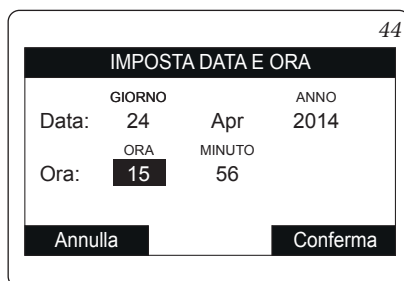 44
IMPOSTA DATA E ORA
GIORNO ANNO
Data: 24 Apr 2014
ORA MINUTO
Ora: 15 56
Annulla Conferma